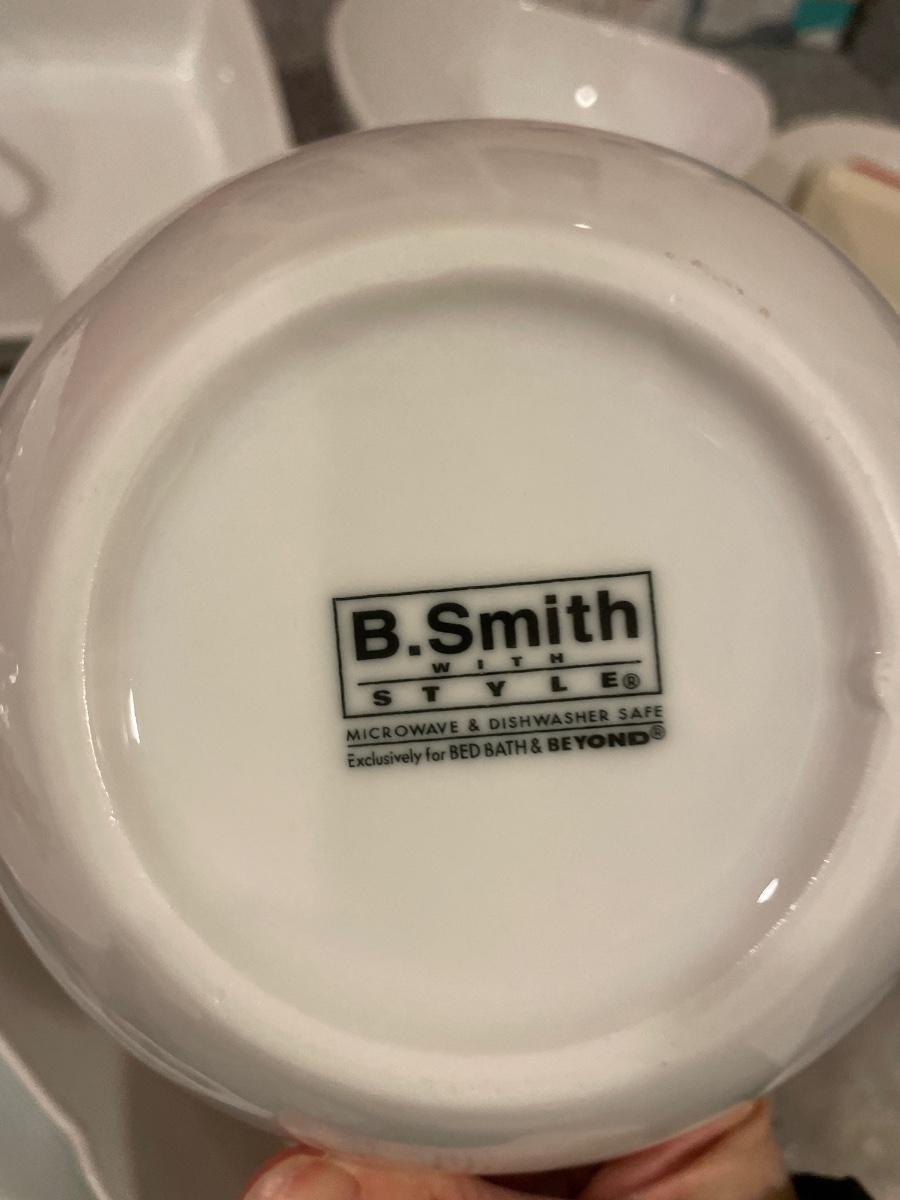 B.Smith
WITH
STYLE®
MICROWAVE & DISHWASHER SAFE
Exclusively for BED BATH & BEYOND®